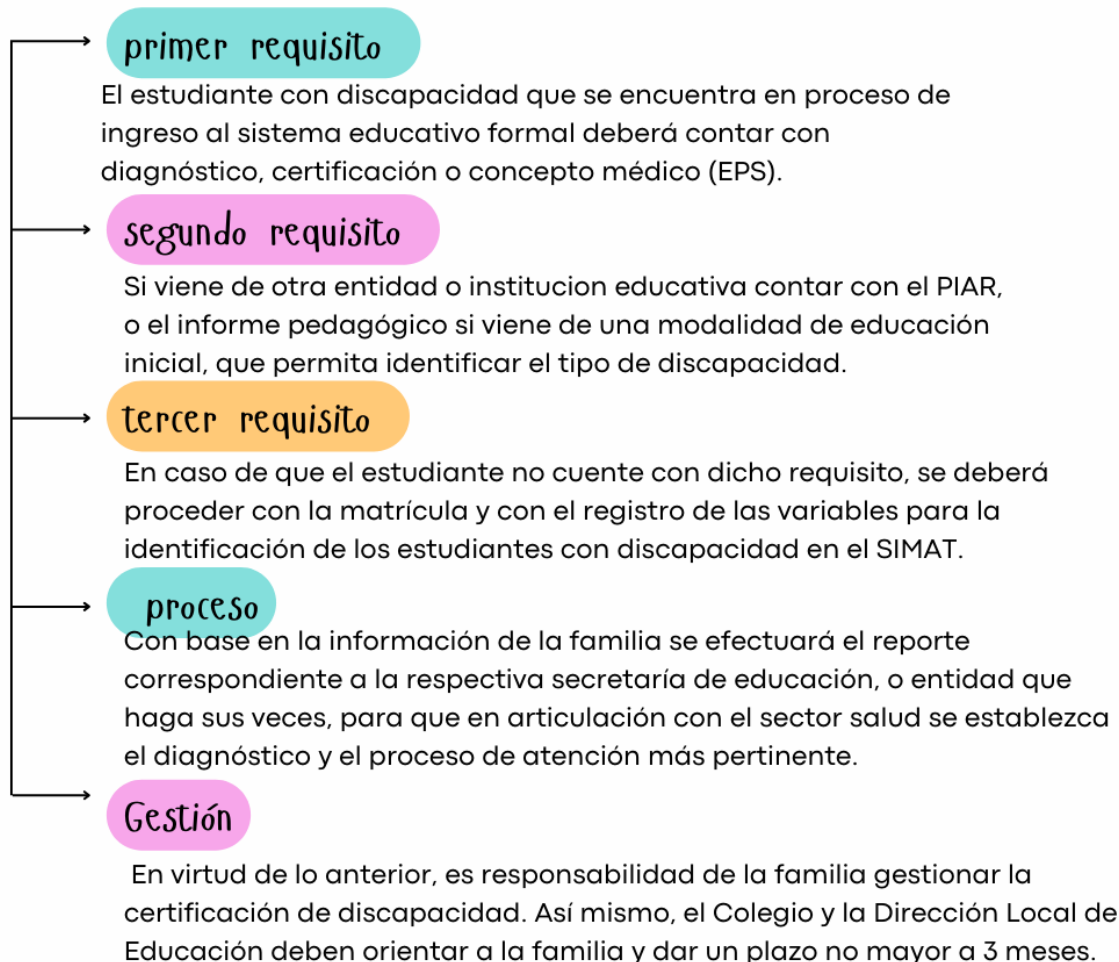 primer requisito
El estudiante con discapacidad que se encuentra en proceso de
ingreso al sistema educativo formal deberá contar con
diagnóstico, certificación o concepto médico (EPS).
segundo requisito
Si viene de otra entidad o institucion educativa contar con el PIAR,
o el informe pedagógico si viene de una modalidad de educación
inicial, que permita identificar el tipo de discapacidad.
tercer requisito
En caso de que el estudiante no cuente con dicho requisito, se deberá
proceder con la matrícula y con el registro de las variables para la
identificación de los estudiantes con discapacidad en el SIMAT.
proceso
Con base en la información de la familia se efectuará el reporte
correspondiente a la respectiva secretaría de educación, o entidad que
haga sus veces, para que en articulación con el sector salud se establezca
el diagnóstico y el proceso de atención más pertinente.
Gestión
En virtud de lo anterior, es responsabilidad de la familia gestionar la
certificación de discapacidad. Así mismo, el Colegio y la Dirección Local de
Educación deben orientar a la familia y dar un plazo no mayor a 3 meses.